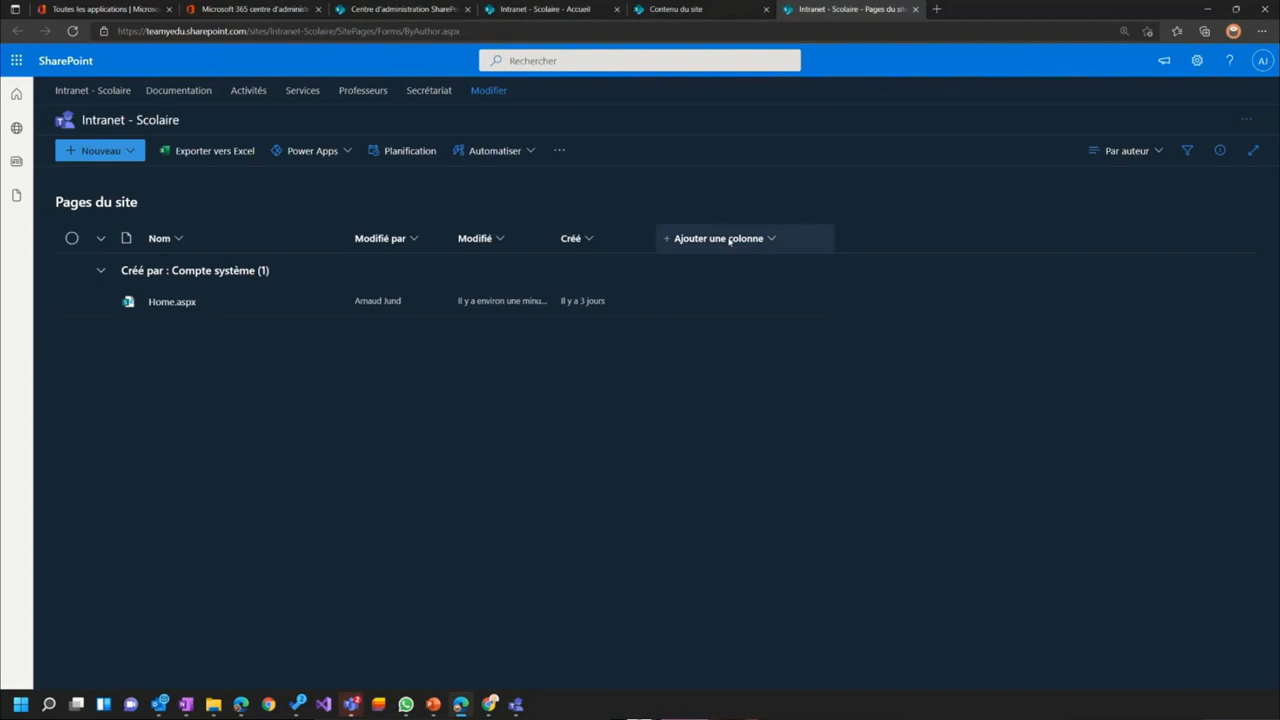 Toutes les applications | Microso
Microsoft 365 centre d'administ
Centre d'administration SharePo
Intranet - Scolaire - Accueil
Contenu du site
Intranet - Scolaire - Pages du site
https://teamyedu.sharepoint.com/sites/Intranet-Scolaire/SitePages/Forms/ByAuthor.aspx
SharePoint
Rechercher
AJ
Intranet - Scolaire
Documentation
Activités
Services
Professeurs
Secrétariat
Modifier
Intranet - Scolaire
Nouveau
Exporter vers Excel
Power Apps
Planification
Automatiser
Par auteur
Pages du site
Nom
Modifié par
Modifié
Créé
+ Ajouter une colonne
Créé par : Compte système (1)
Home.aspx
Arnaud Jund
Il y a environ une minu...
Il y a 3 jours